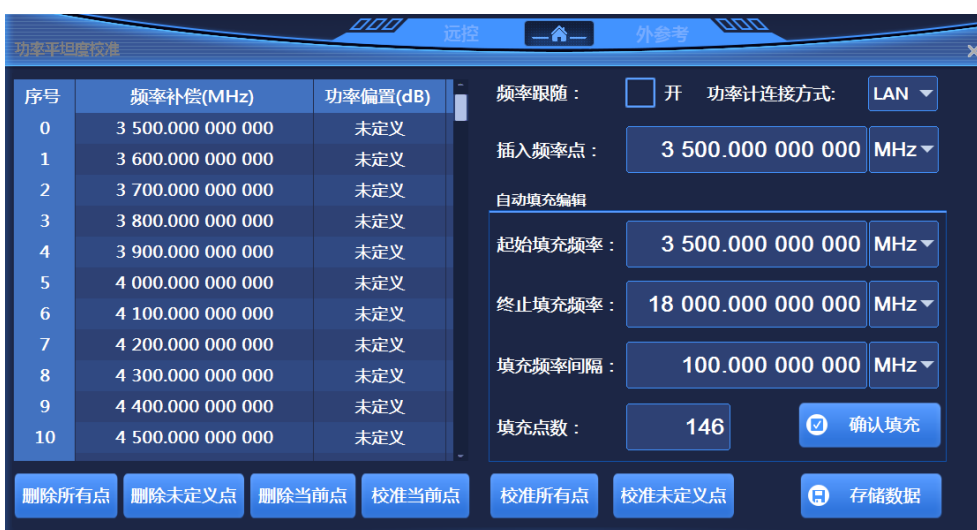 远控 外参考
功率平坦度校准
序号 频率补偿(MHz) 功率偏置(dB)
0 3 500.000 000 000 未定义
1 3 600.000 000 000 未定义
2 3 700.000 000 000 未定义
3 3 800.000 000 000 未定义
4 3 900.000 000 000 未定义
5 4 000.000 000 000 未定义
6 4 100.000 000 000 未定义
7 4 200.000 000 000 未定义
8 4 300.000 000 000 未定义
9 4 400.000 000 000 未定义
10 4 500.000 000 000 未定义
频率跟随： 开 功率计连接方式: LAN
插入频率点： 3 500.000 000 000 MHz
自动填充编辑
起始填充频率： 3 500.000 000 000 MHz
终止填充频率： 18 000.000 000 000 MHz
填充频率间隔： 100.000 000 000 MHz
填充点数： 146 确认填充
删除所有点 删除未定义点 删除当前点 校准当前点 校准所有点 校准未定义点 存储数据